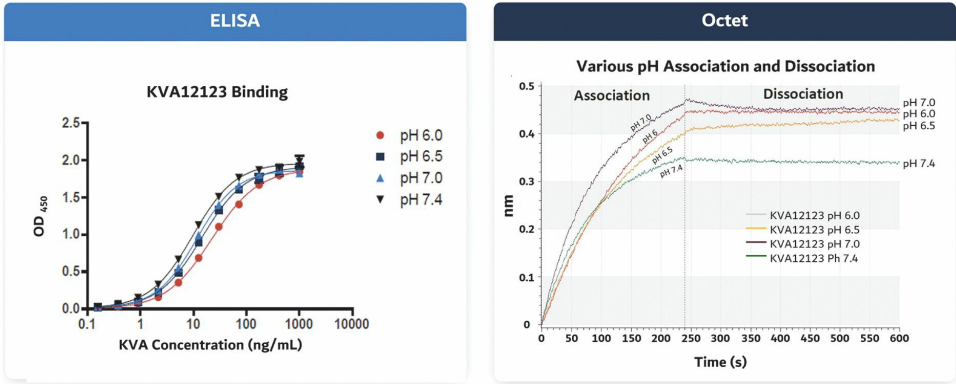 ELISA
KVA12123 Binding
2.5
2.0
1.5
1.0
0.5
0.0
OD 450
0.1 1 10 100 1000 10000
KVA Concentration (ng/mL)
pH 6.0
pH 6.5
pH 7.0
pH 7.4
Octet
Various pH Association and Dissociation
Association
Dissociation
0.5
0.4
0.3
0.2
0.1
0
nm
pH 7.0
pH 6
pH 6.5
pH 7.4
pH 7.0
pH 6.0
pH 6.5
pH 7.4
KVA12123 pH 6.0
KVA12123 pH 6.5
KVA12123 pH 7.0
KVA12123 Ph 7.4
0 50 100 150 200 250 300 350 400 450 500 550 600
Time (s)